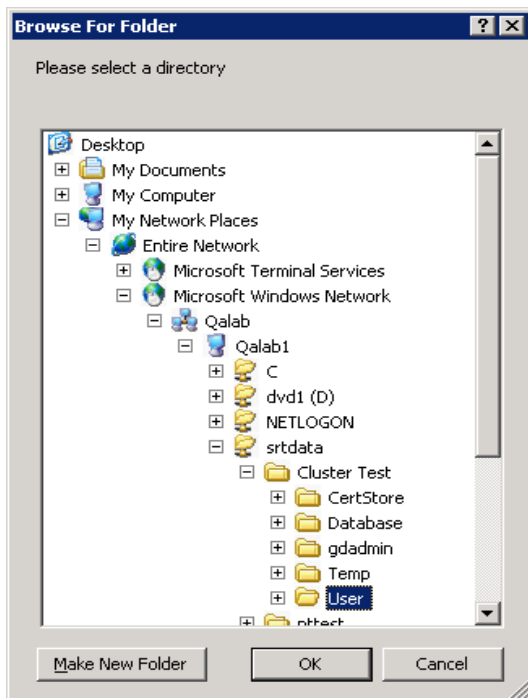 Browse For Folder
Please select a directory
Desktop
My Documents
My Computer
My Network Places
Entire Network
Microsoft Terminal Services
Microsoft Windows Network
Qalab
Qalab1
C
dvd1 (D)
NETLOGON
srtdata
Cluster Test
CertStore
Database
gdadmin
Temp
User
Make New Folder
OK
Cancel